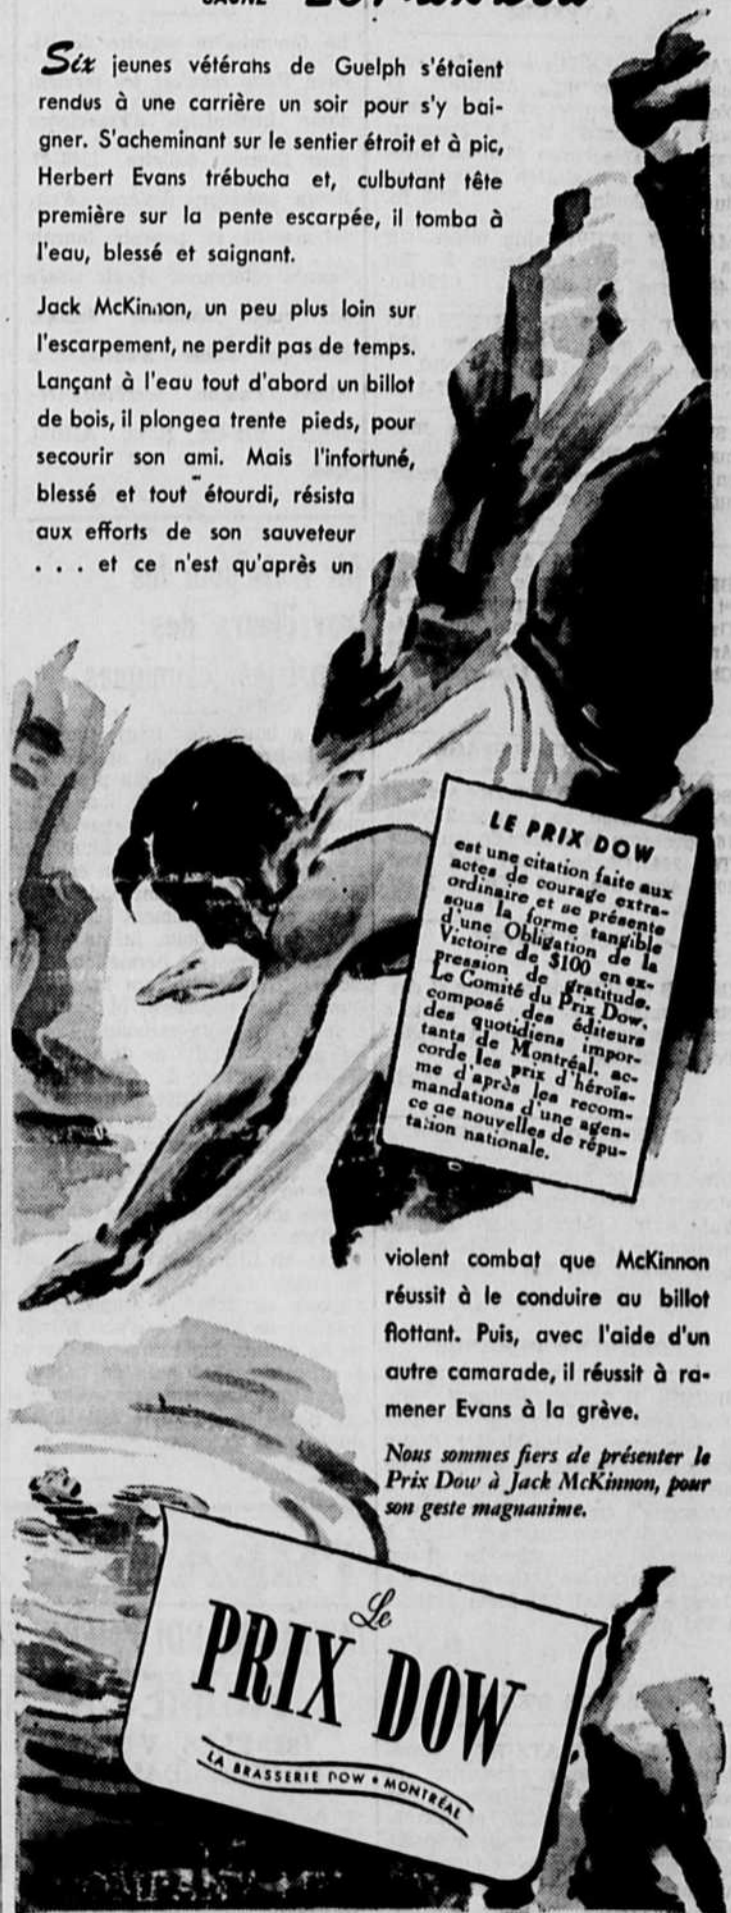 GAGNE Le Prix Dow
Six jeunes vétérans de Guelph s'étaient
rendus à une carrière un soir pour s'y bai-
gner. S'acheminant sur le sentier étroit et à pic,
Herbert Evans trébucha et, culbutant tête
première sur la pente escarpée, il tomba à
l'eau, blessé et saignant.
Jack McKinnon, un peu plus loin sur
l'escarpement, ne perdit pas de temps.
Lançant à l'eau tout d'abord un billot
de bois, il plongea trente pieds, pour
secourir son ami. Mais l'infortuné,
blessé et tout étourdi, résista
aux efforts de son sauveteur
. . . et ce n'est qu'après un
violent combat que McKinnon
réussit à le conduire au billot
flottant. Puis, avec l'aide d'un
autre camarade, il réussit à ra-
mener Evans à la grève.
Nous sommes fiers de présenter le
Prix Dow à Jack McKinnon, pour
son geste magnanime.
LE PRIX DOW
est une citation faite aux
actes de courage extra-
ordinaire et se présente
sous la forme tangible
d'une Obligation de la
Victoire de $100 en ex-
pression de gratitude.
Le Comité du Prix Dow,
composé des éditeurs
des quotidiens impor-
tants de Montréal, ac-
corde les prix d'héroïs-
me d'après les recom-
mandations d'une agen-
ce de nouvelles de répu-
tation nationale.
Le
PRIX DOW
LA BRASSERIE DOW • MONTRÉAL